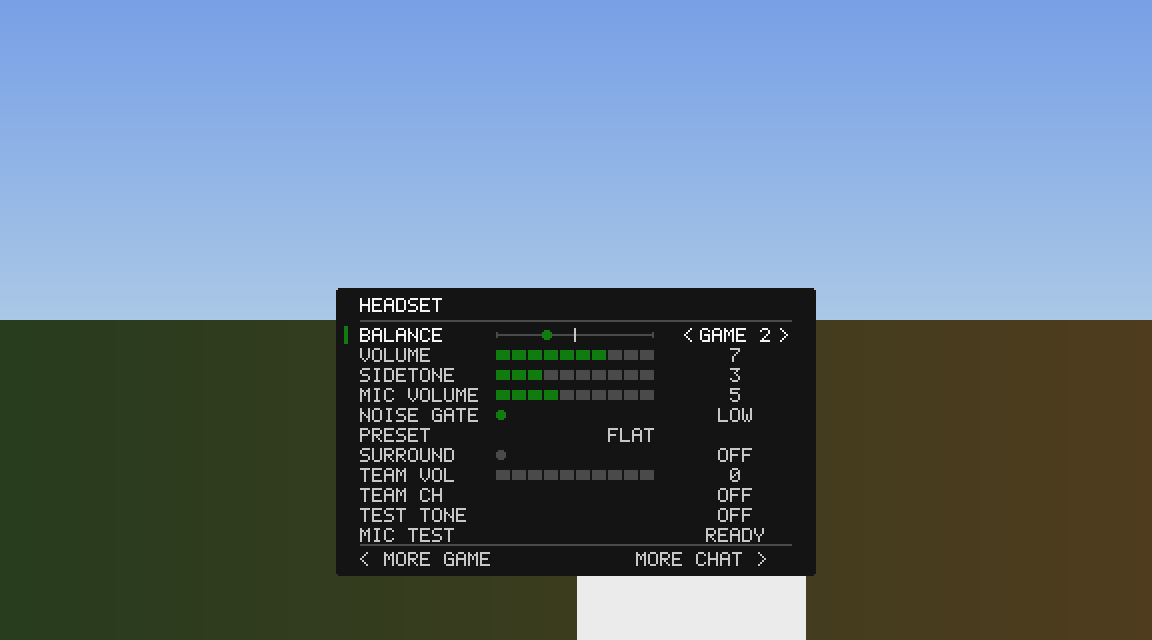 HEADSET
BALANCE < GAME 2 >
VOLUME 7
SIDETONE 3
MIC VOLUME 5
NOISE GATE LOW
PRESET FLAT
SURROUND OFF
TEAM VOL 0
TEAM CH OFF
TEST TONE OFF
MIC TEST READY
< MORE GAME MORE CHAT >